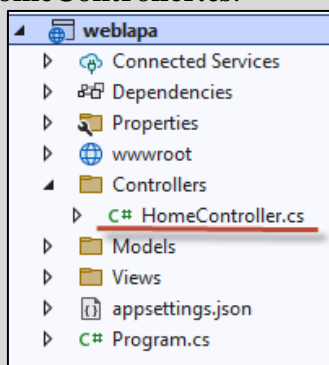 weblapa
Connected Services
Dependencies
Properties
wwwroot
Controllers
C# HomeController.cs
Models
Views
appsettings.json
C# Program.cs